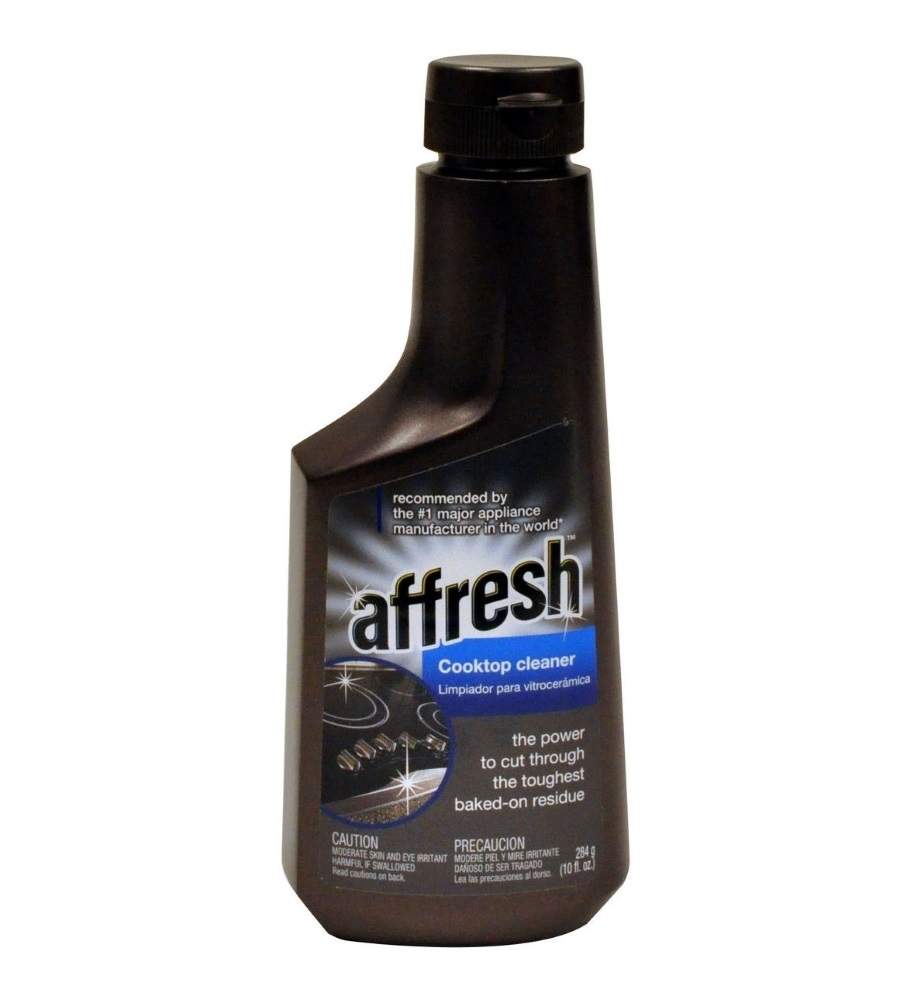 recommended by
the #1 major appliance
manufacturer in the world*
affresh™
Cooktop cleaner
Limpiador para vitrocerámica
the power
to cut through
the toughest
baked-on residue
CAUTION
MODERATE SKIN AND EYE IRRITANT
HARMFUL IF SWALLOWED
Read cautions on back.
PRECAUCION
MODERE PIEL Y MIRE IRRITANTE
DAÑOSO DE SER TRAGADO
Lea las precauciones al dorso.
284 g
(10 fl. oz.)